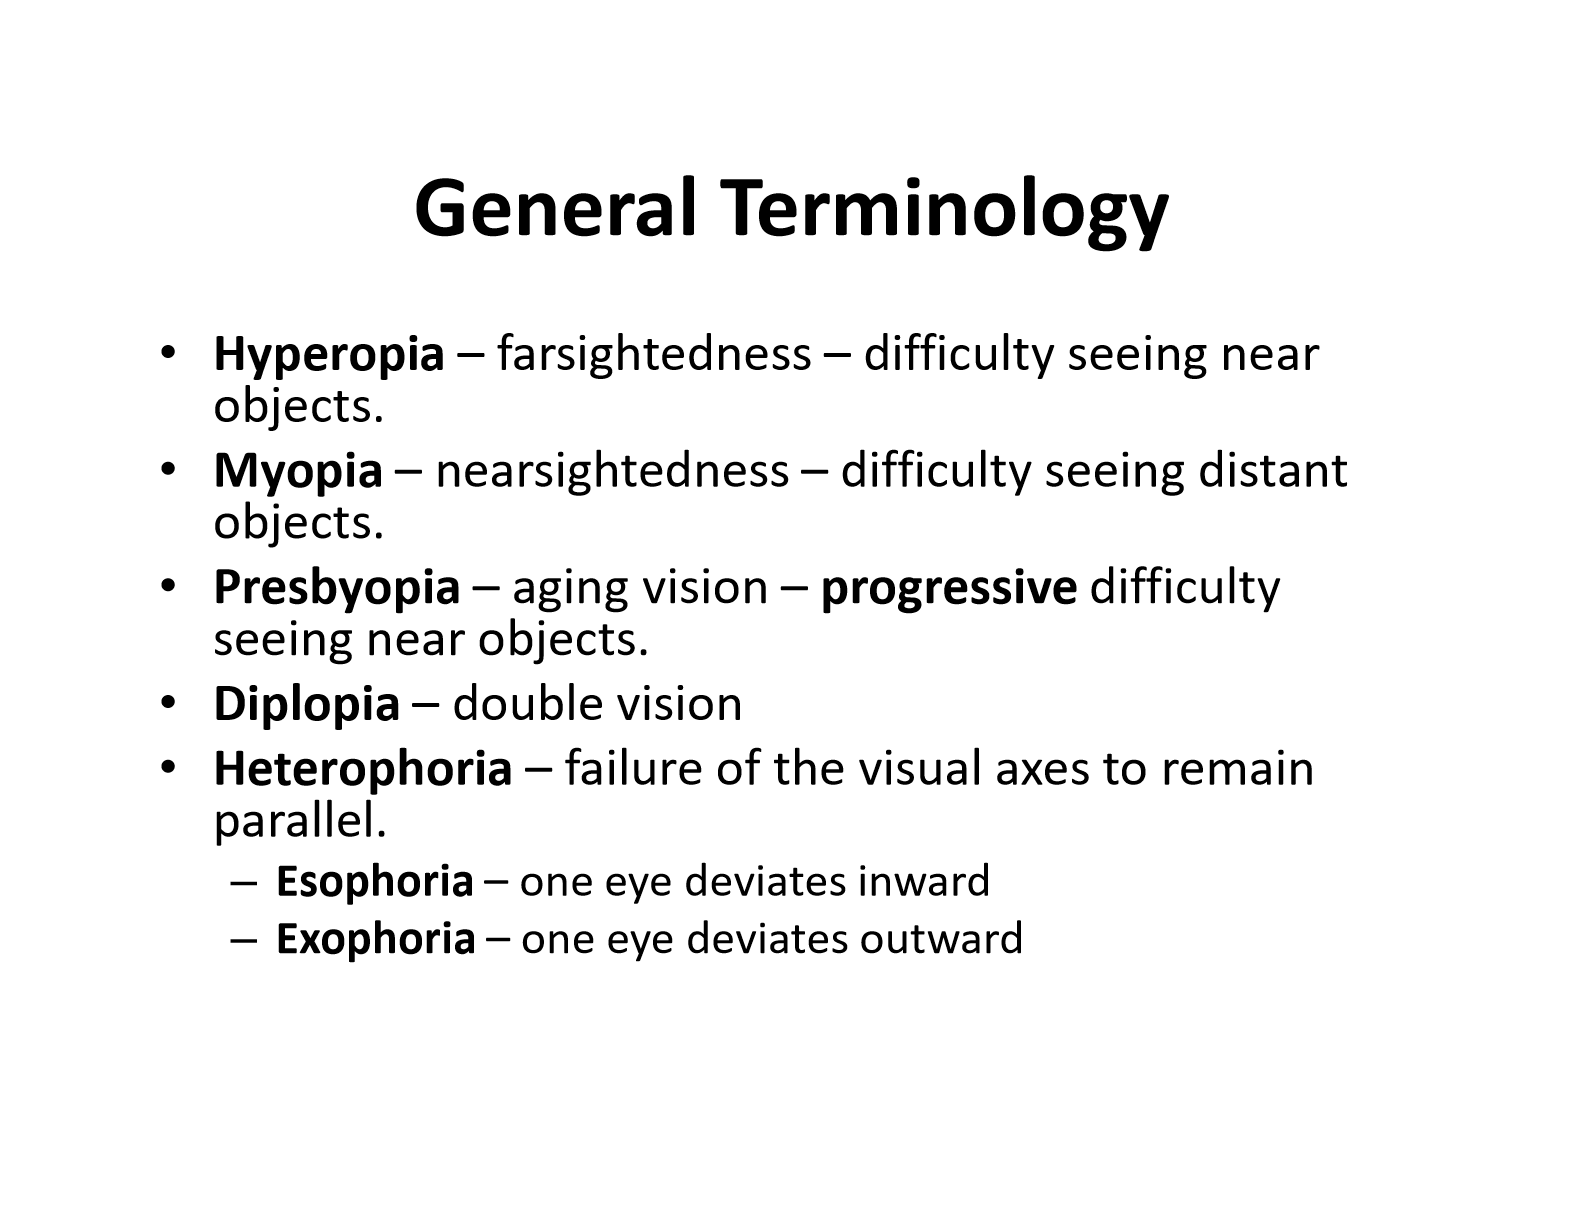 General Terminology
• Hyperopia – farsightedness – difficulty seeing near
objects.
• Myopia – nearsightedness – difficulty seeing distant
objects.
• Presbyopia – aging vision – progressive difficulty
seeing near objects.
• Diplopia – double vision
• Heterophoria – failure of the visual axes to remain
parallel.
– Esophoria – one eye deviates inward
– Exophoria – one eye deviates outward